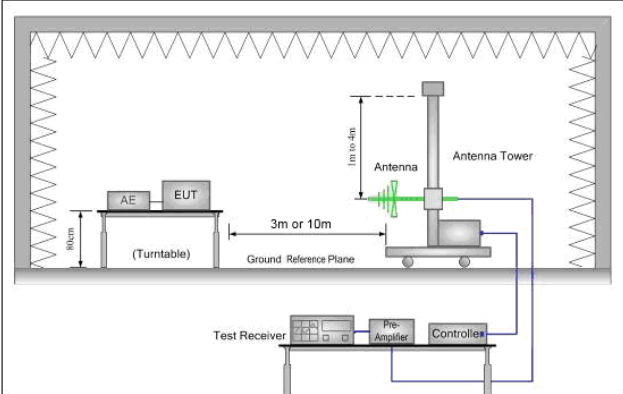 1m to 4m
Antenna
Antenna Tower
AE
EUT
80cm
(Turntable)
3m or 10m
Ground Reference Plane
Test Receiver
Pre-
Amplifier
Controller